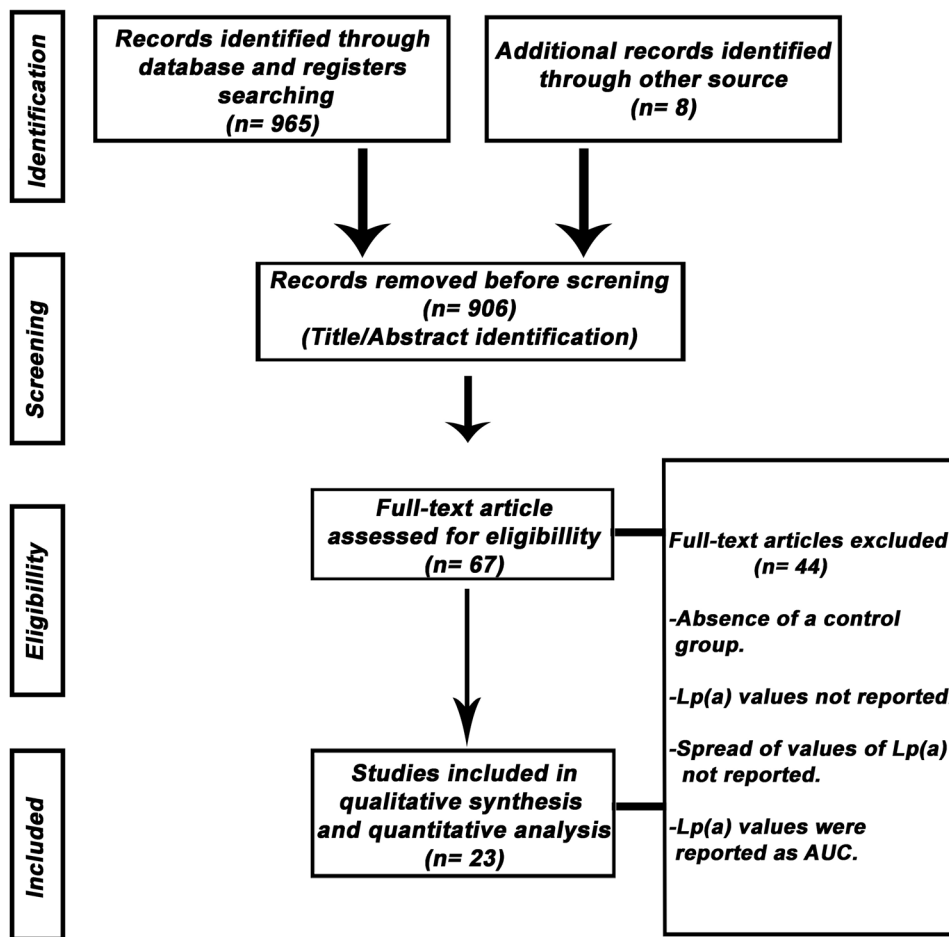 Identification
Records identified through
database and registers
searching
(n= 965)
Additional records identified
through other source
(n= 8)
Screening
Records removed before screning
(n= 906)
(Title/Abstract identification)
Eligibillity
Full-text article
assessed for eligibillity
(n= 67)
Full-text articles excluded
(n= 44)
-Absence of a control
group.
-Lp(a) values not reported
-Spread of values of Lp(a)
not reported.
-Lp(a) values were
reported as AUC.
Included
Studies included in
qualitative synthesis
and quantitative analysis
(n= 23)